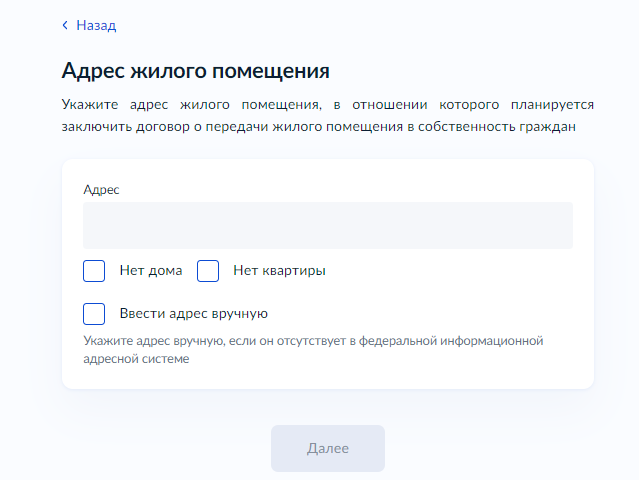 Назад
Адрес жилого помещения
Укажите адрес жилого помещения, в отношении которого планируется
заключить договор о передачи жилого помещения в собственность граждан
Адрес
Нет дома Нет квартиры
Ввести адрес вручную
Укажите адрес вручную, если он отсутствует в федеральной информационной
адресной системе
Далее